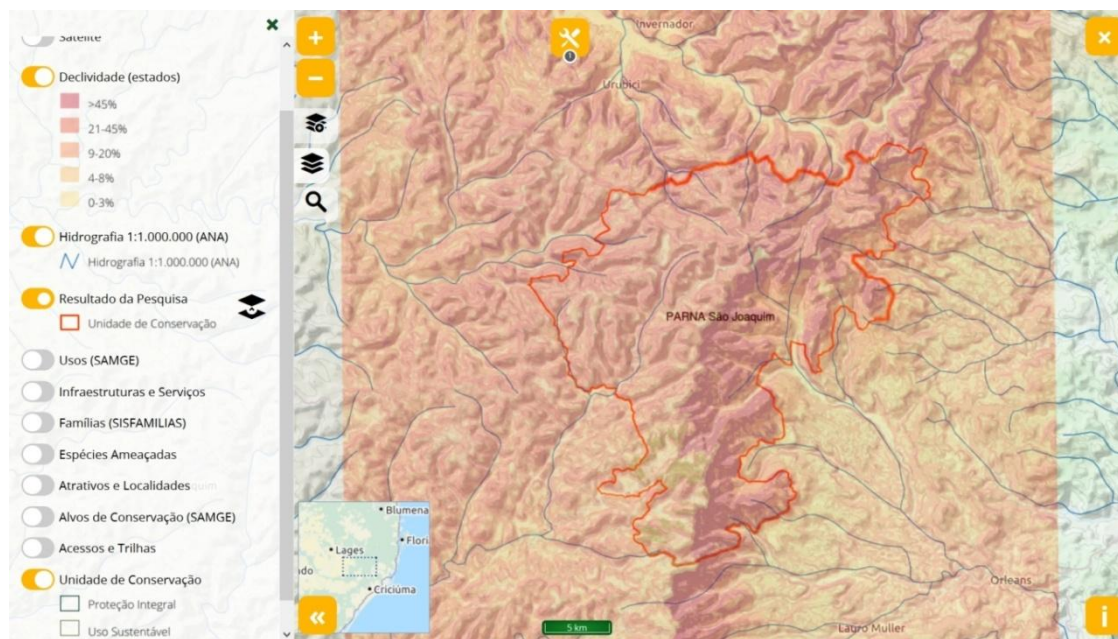 Satélite
Declividade (estados)
>45%
21-45%
9-20%
4-8%
0-3%
Hidrografia 1:1.000.000 (ANA)
Hidrografia 1:1.000.000 (ANA)
Resultado da Pesquisa
Unidade de Conservação
Usos (SAMGE)
Infraestruturas e Serviços
Famílias (SISFAMILIAS)
Espécies Ameaçadas
Atrativos e Localidades
Alvos de Conservação (SAMGE)
Acessos e Trilhas
Unidade de Conservação
Proteção Integral
Uso Sustentável
Invernador
Urubici
PARNA São Joaquim
Orleans
Lauro Muller
5 km
Blumena
Lages
Flori
ndo
Criciúma